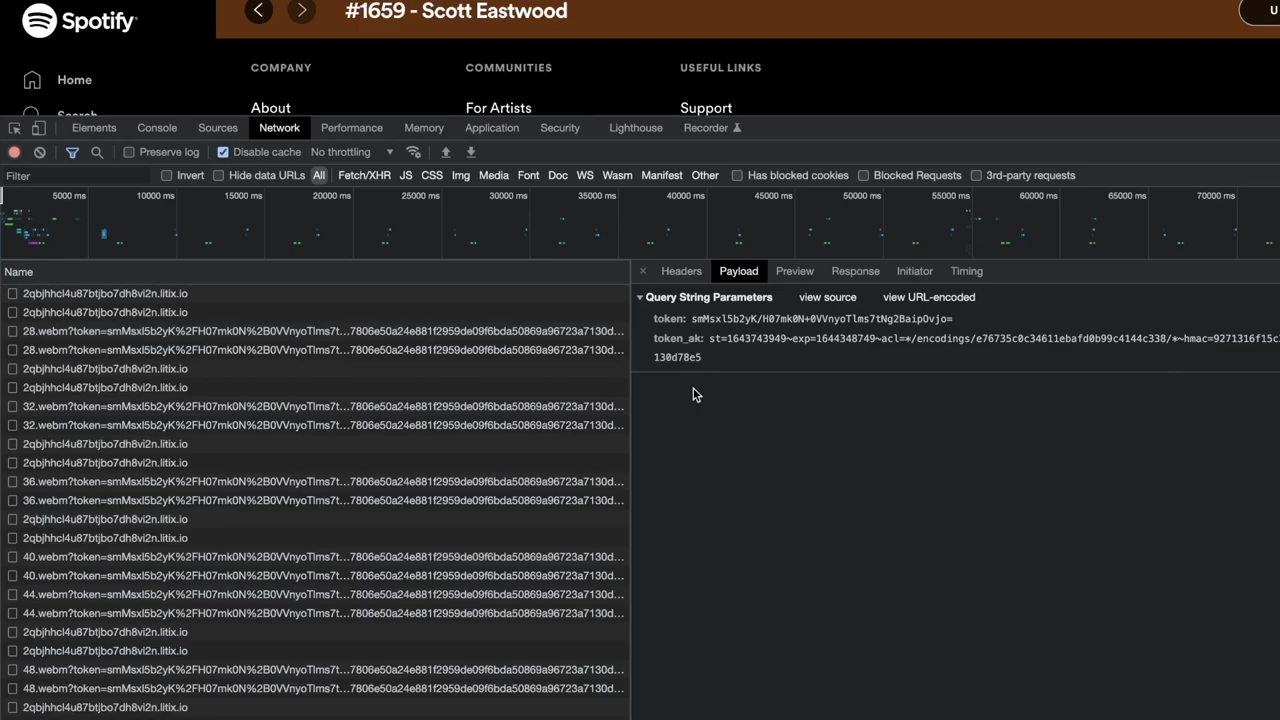 Spotify
#1659 - Scott Eastwood
U
Home
COMPANY
COMMUNITIES
USEFUL LINKS
Search
About
For Artists
Support
Elements
Console
Sources
Network
Performance
Memory
Application
Security
Lighthouse
Recorder
Preserve log
Disable cache
No throttling
Filter
Invert
Hide data URLs
All
Fetch/XHR
JS
CSS
Img
Media
Font
Doc
WS
Wasm
Manifest
Other
Has blocked cookies
Blocked Requests
3rd-party requests
5000 ms
10000 ms
15000 ms
20000 ms
25000 ms
30000 ms
35000 ms
40000 ms
45000 ms
50000 ms
55000 ms
60000 ms
65000 ms
70000 ms
Name
2qbjhhcl4u87btjbo7dh8vi2n.litix.io
2qbjhhcl4u87btjbo7dh8vi2n.litix.io
28.webm?token=smMsxl5b2yK%2FH07mk0N%2B0VVnyoTlms7t...7806e50a24e881f2959de09f6bda50869a96723a7130d...
28.webm?token=smMsxl5b2yK%2FH07mk0N%2B0VVnyoTlms7t...7806e50a24e881f2959de09f6bda50869a96723a7130d...
2qbjhhcl4u87btjbo7dh8vi2n.litix.io
2qbjhhcl4u87btjbo7dh8vi2n.litix.io
32.webm?token=smMsxl5b2yK%2FH07mk0N%2B0VVnyoTlms7t...7806e50a24e881f2959de09f6bda50869a96723a7130d...
32.webm?token=smMsxl5b2yK%2FH07mk0N%2B0VVnyoTlms7t...7806e50a24e881f2959de09f6bda50869a96723a7130d...
2qbjhhcl4u87btjbo7dh8vi2n.litix.io
2qbjhhcl4u87btjbo7dh8vi2n.litix.io
36.webm?token=smMsxl5b2yK%2FH07mk0N%2B0VVnyoTlms7t...7806e50a24e881f2959de09f6bda50869a96723a7130d...
36.webm?token=smMsxl5b2yK%2FH07mk0N%2B0VVnyoTlms7t...7806e50a24e881f2959de09f6bda50869a96723a7130d...
2qbjhhcl4u87btjbo7dh8vi2n.litix.io
2qbjhhcl4u87btjbo7dh8vi2n.litix.io
40.webm?token=smMsxl5b2yK%2FH07mk0N%2B0VVnyoTlms7t...7806e50a24e881f2959de09f6bda50869a96723a7130d...
40.webm?token=smMsxl5b2yK%2FH07mk0N%2B0VVnyoTlms7t...7806e50a24e881f2959de09f6bda50869a96723a7130d...
44.webm?token=smMsxl5b2yK%2FH07mk0N%2B0VVnyoTlms7t...7806e50a24e881f2959de09f6bda50869a96723a7130d...
44.webm?token=smMsxl5b2yK%2FH07mk0N%2B0VVnyoTlms7t...7806e50a24e881f2959de09f6bda50869a96723a7130d...
2qbjhhcl4u87btjbo7dh8vi2n.litix.io
2qbjhhcl4u87btjbo7dh8vi2n.litix.io
48.webm?token=smMsxl5b2yK%2FH07mk0N%2B0VVnyoTlms7t...7806e50a24e881f2959de09f6bda50869a96723a7130d...
48.webm?token=smMsxl5b2yK%2FH07mk0N%2B0VVnyoTlms7t...7806e50a24e881f2959de09f6bda50869a96723a7130d...
2qbjhhcl4u87btjbo7dh8vi2n.litix.io
Headers
Payload
Preview
Response
Initiator
Timing
Query String Parameters
view source
view URL-encoded
token: smMsxl5b2yK/H07mk0N+0VVnyoTlms7tNg2BaipOvjo=
token_ak: st=1643743949~exp=1644348749~acl=*/encodings/e76735c0c34611ebafd0b99c4144c338/*~hmac=9271316f15c
130d78e5